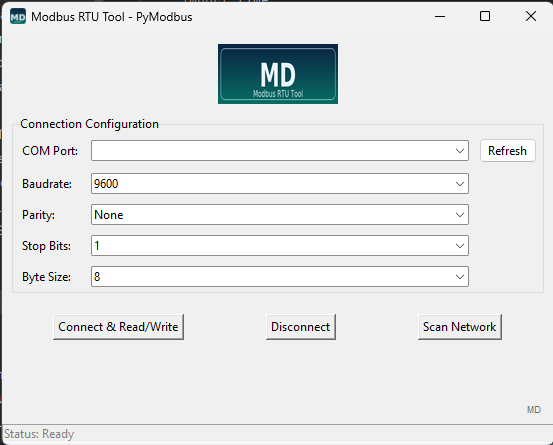 MD Modbus RTU Tool - PyModbus
MD
Modbus RTU Tool
Connection Configuration
COM Port: Refresh
Baudrate: 9600
Parity: None
Stop Bits: 1
Byte Size: 8
Connect & Read/Write Disconnect Scan Network
MD
Status: Ready